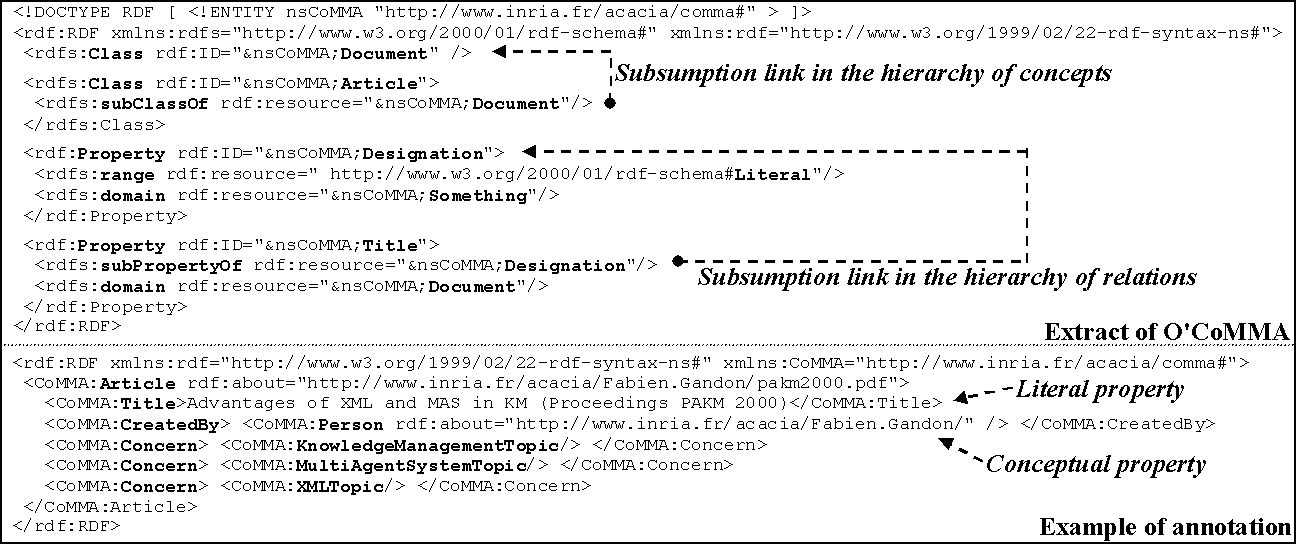 <!DOCTYPE RDF [ <!ENTITY nsCoMMA "http://www.inria.fr/acacia/comma#" > ]>
<rdf:RDF xmlns:rdfs="http://www.w3.org/2000/01/rdf-schema#" xmlns:rdf="http://www.w3.org/1999/02/22-rdf-syntax-ns#">
<rdfs:Class rdf:ID="&nsCoMMA;Document" />
Subsumption link in the hierarchy of concepts
<rdfs:Class rdf:ID="&nsCoMMA;Article">
<rdfs:subClassOf rdf:resource="&nsCoMMA;Document"/>
</rdfs:Class>
<rdf:Property rdf:ID="&nsCoMMA;Designation">
<rdfs:range rdf:resource=" http://www.w3.org/2000/01/rdf-schema#Literal"/>
<rdfs:domain rdf:resource="&nsCoMMA;Something"/>
</rdf:Property>
<rdf:Property rdf:ID="&nsCoMMA;Title">
<rdfs:subPropertyOf rdf:resource="&nsCoMMA;Designation"/>
Subsumption link in the hierarchy of relations
<rdfs:domain rdf:resource="&nsCoMMA;Document"/>
</rdf:Property>
</rdf:RDF>
Extract of O'CoMMA
<rdf:RDF xmlns:rdf="http://www.w3.org/1999/02/22-rdf-syntax-ns#" xmlns:CoMMA="http://www.inria.fr/acacia/comma#">
<CoMMA:Article rdf:about="http://www.inria.fr/acacia/Fabien.Gandon/pakm2000.pdf">
Literal property
<CoMMA:Title>Advantages of XML and MAS in KM (Proceedings PAKM 2000)</CoMMA:Title>
<CoMMA:CreatedBy> <CoMMA:Person rdf:about="http://www.inria.fr/acacia/Fabien.Gandon/" /> </CoMMA:CreatedBy>
<CoMMA:Concern> <CoMMA:KnowledgeManagementTopic/> </CoMMA:Concern>
<CoMMA:Concern> <CoMMA:MultiAgentSystemTopic/> </CoMMA:Concern>
Conceptual property
<CoMMA:Concern> <CoMMA:XMLTopic/> </CoMMA:Concern>
</CoMMA:Article>
</rdf:RDF>
Example of annotation